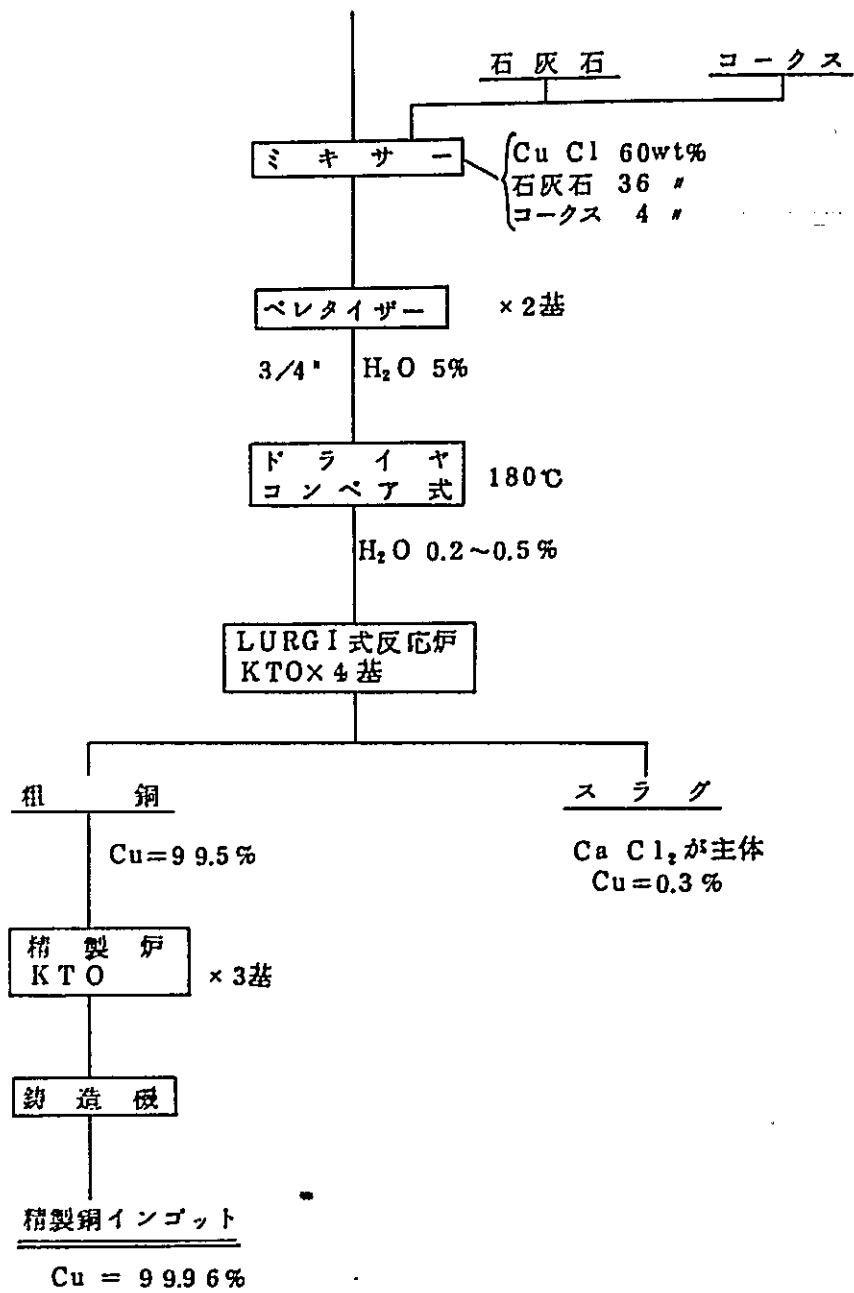 石灰石 コークス
ミキサー
Cu Cl 60wt%
石灰石 36 〃
コークス 4 〃
ペレタイザー ×2基
3/4" H₂O 5%
ドライヤ
コンベア式 180℃
H₂O 0.2～0.5%
LURGI式反応炉
KTO×4基
粗銅 スラグ
Cu=99.5% Ca Cl₂が主体
Cu=0.3%
精製炉
KTO ×3基
鋳造機
精製銅インゴット
Cu = 99.96%